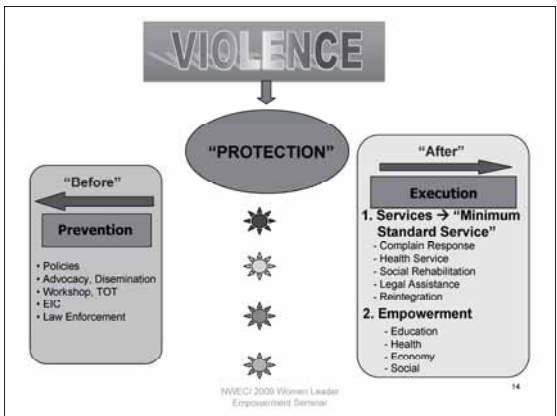 VIOLENCE
“PROTECTION”
“Before”
Prevention
• Policies
• Advocacy, Disemination
• Workshop, TOT
• EIC
• Law Enforcement
“After”
Execution
1. Services → “Minimum
Standard Service”
- Complain Response
- Health Service
- Social Rehabilitation
- Legal Assistance
- Reintegration
2. Empowerment
- Education
- Health
- Economy
- Social
NWEC/ 2009 Women Leader
Empowerment Seminar
14